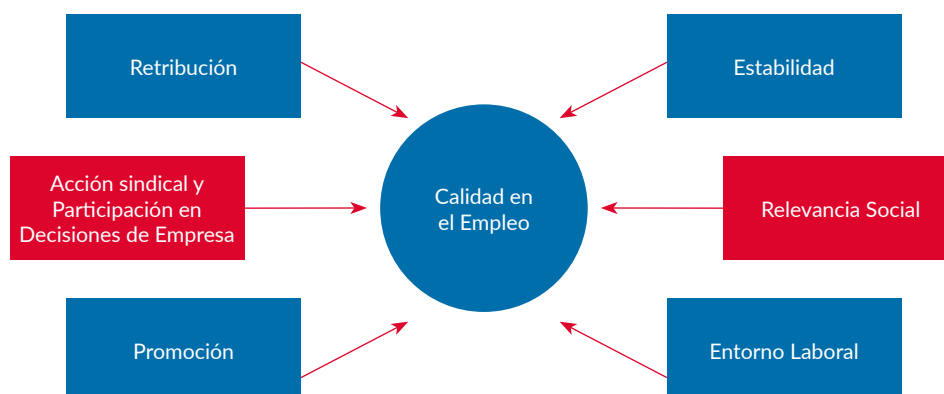 Retribución
Estabilidad
Acción sindical y
Participación en
Decisiones de Empresa
Calidad en
el Empleo
Relevancia Social
Promoción
Entorno Laboral